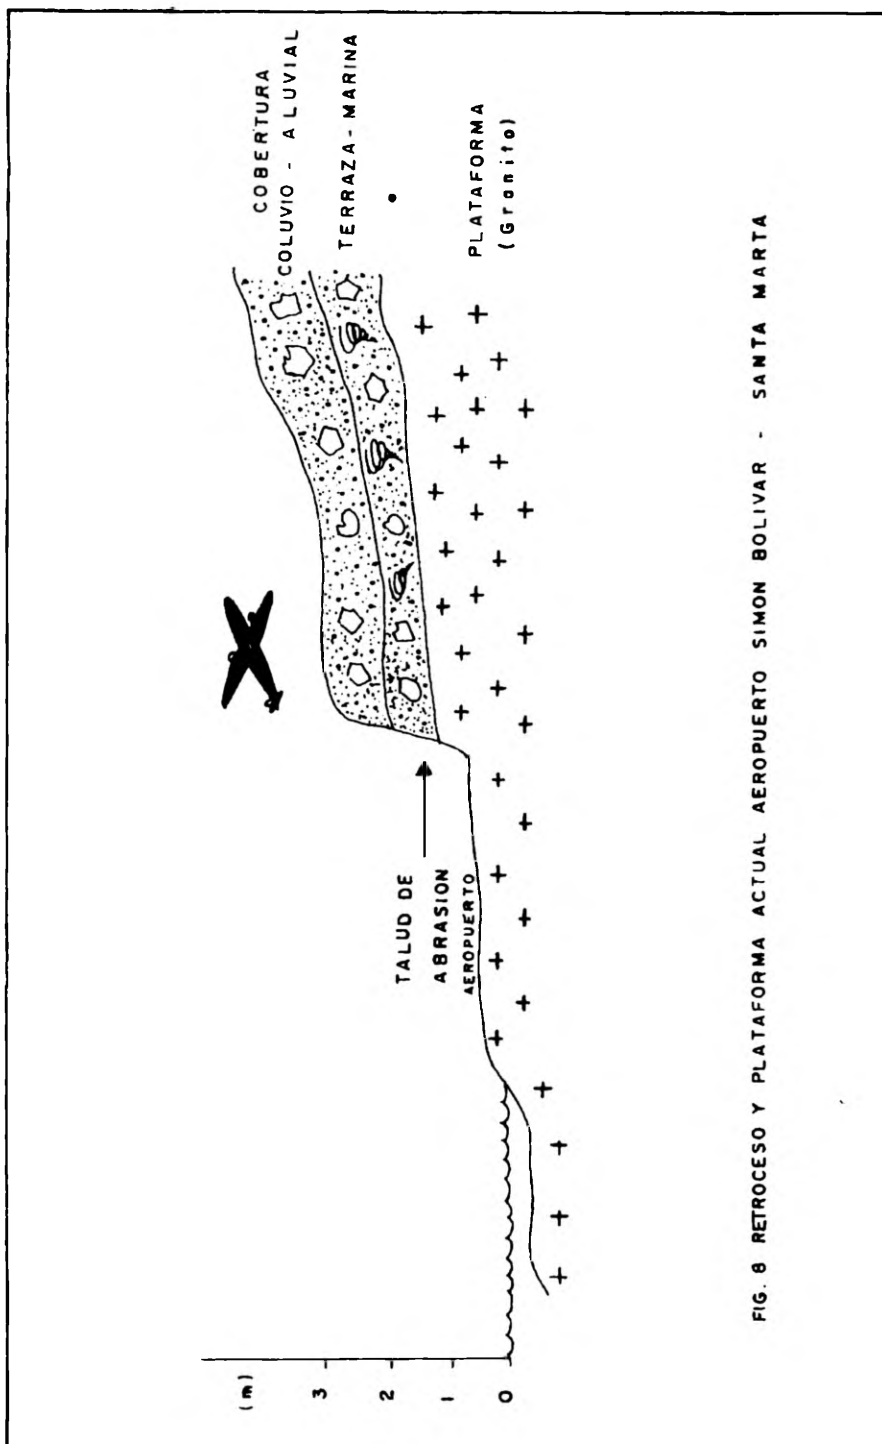 COBERTURA
COLUVIO - ALUVIAL
TERRAZA - MARINA
PLATAFORMA
(Granito)
TALUD DE
ABRASION
AEROPUERTO
(m)
3
2
1
0
FIG. 8 RETROCESO Y PLATAFORMA ACTUAL AEROPUERTO SIMON BOLIVAR - SANTA MARTA